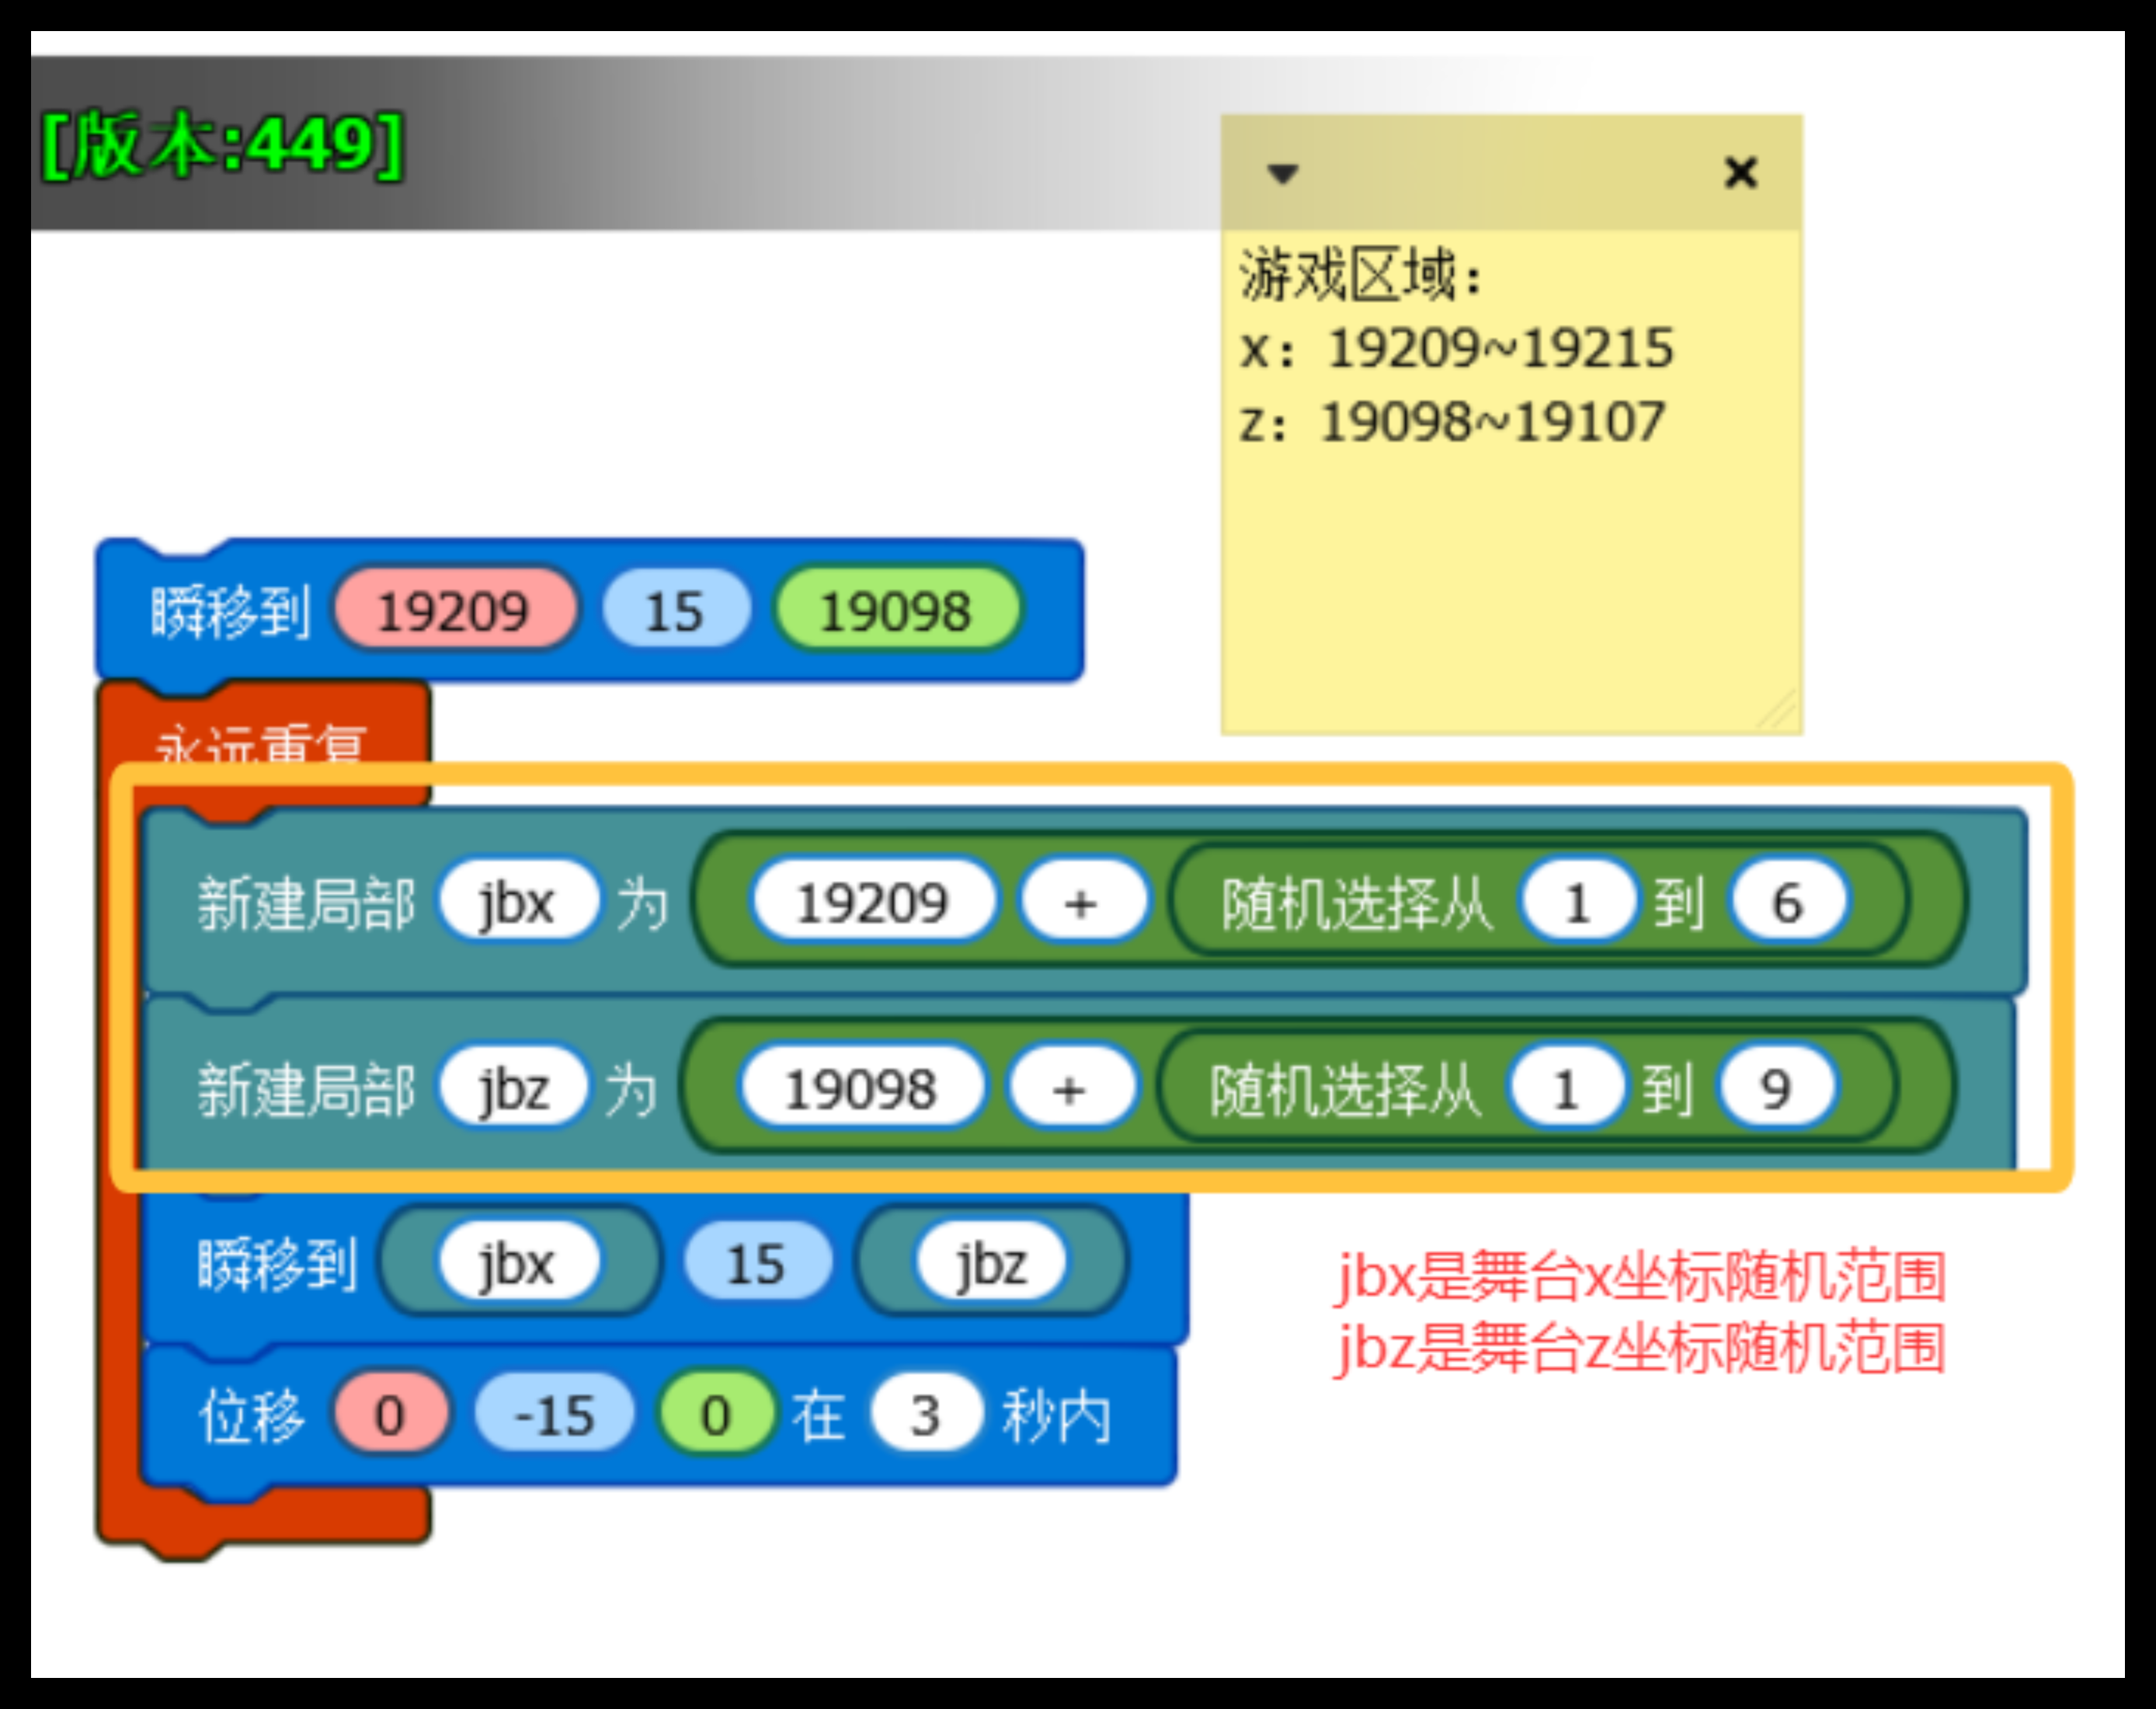 [版本:449]
游戏区域：
x：19209~19215
z：19098~19107
瞬移到 19209 15 19098
永远重复
新建局部 jbx 为 19209 + 随机选择从 1 到 6
新建局部 jbz 为 19098 + 随机选择从 1 到 9
瞬移到 jbx 15 jbz
位移 0 -15 0 在 3 秒内
jbx是舞台x坐标随机范围
jbz是舞台z坐标随机范围